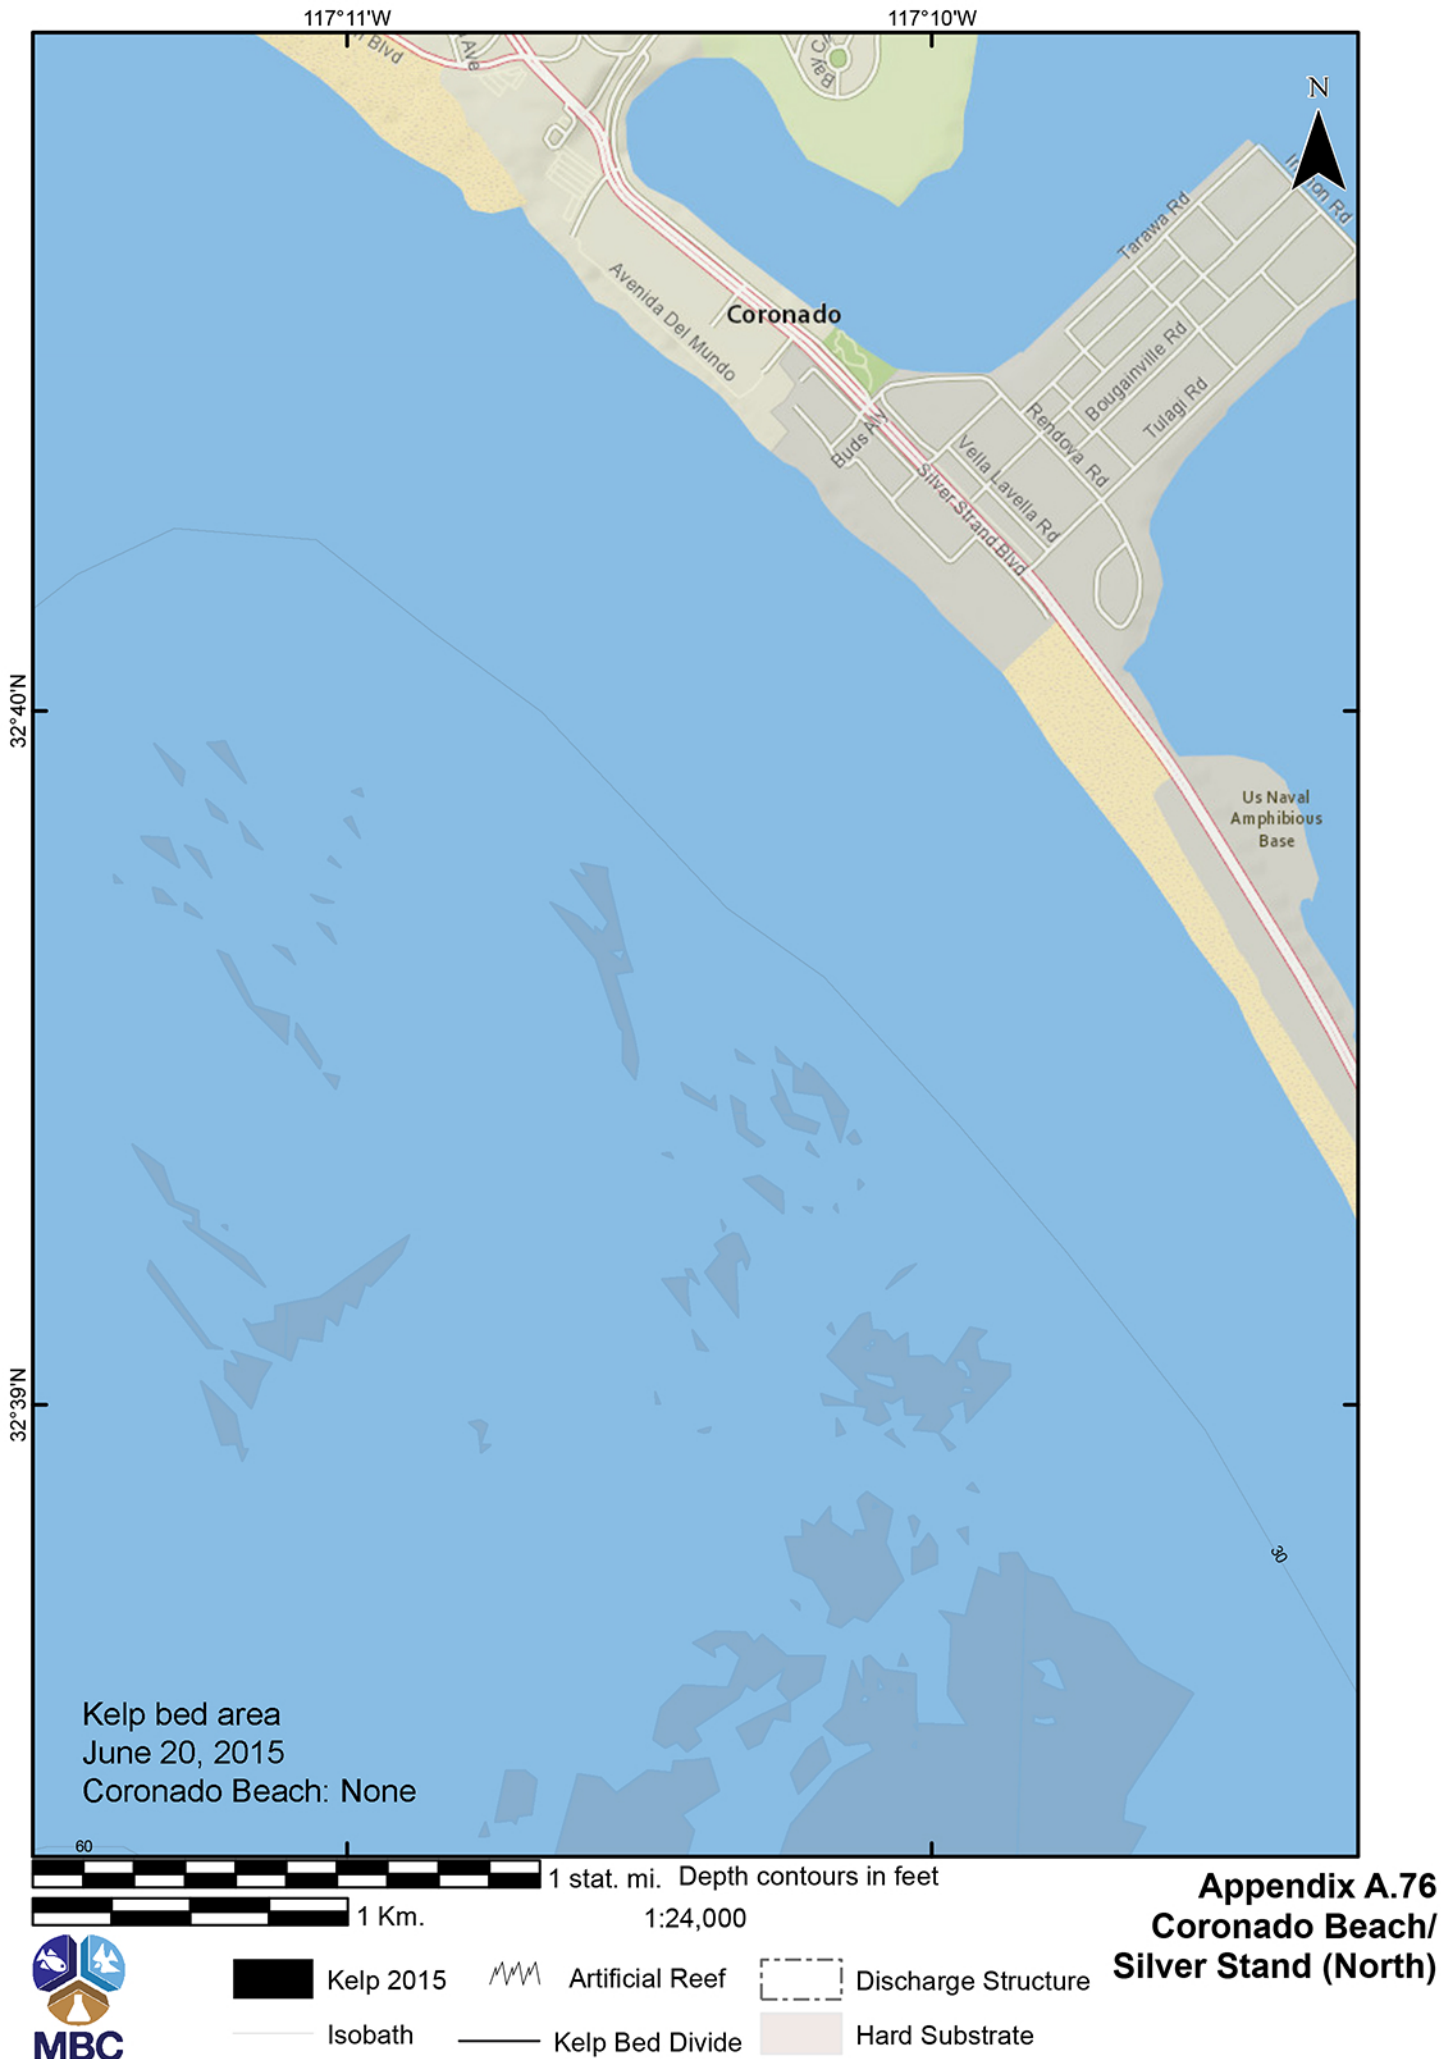 117°11'W
117°10'W
Blvd
Ave
Bay C
N
Tarawa Rd
Rd
Avenida Del Mundo
Coronado
Bougainville Rd
Tulagi Rd
Rendova Rd
Buds
Vella Lavella Rd
Silver Strand Blvd
32°40'N
Us Naval
Amphibious
Base
32°39'N
30
Kelp bed area
June 20, 2015
Coronado Beach: None
60
1 stat. mi. Depth contours in feet
1 Km.
1:24,000
Appendix A.76
Coronado Beach/
Silver Stand (North)
Kelp 2015
Artificial Reef
Discharge Structure
Isobath
Kelp Bed Divide
Hard Substrate
MBC